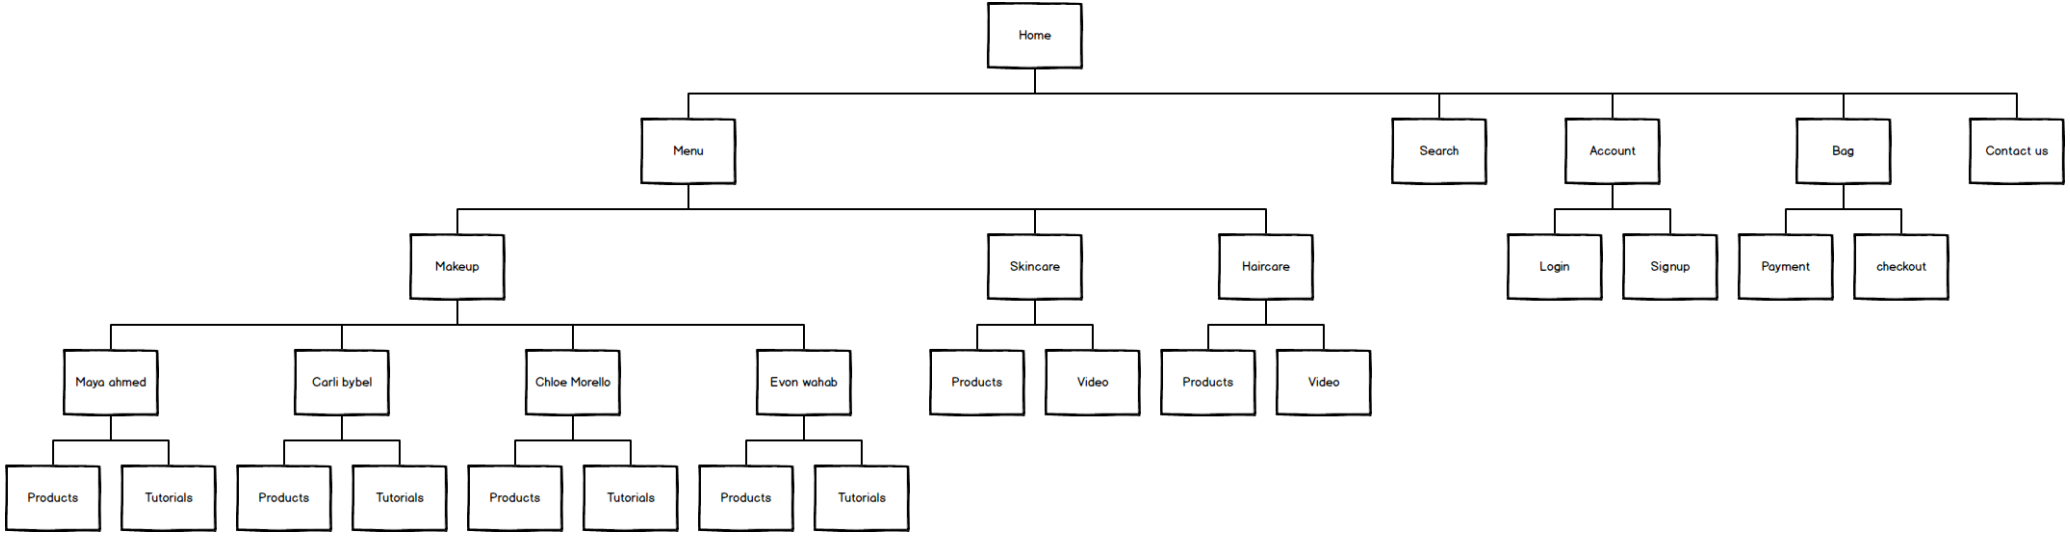 Home
Menu
Search
Account
Bag
Contact us
Makeup
Skincare
Haircare
Login
Signup
Payment
checkout
Maya ahmed
Carli bybel
Chloe Morello
Evon wahab
Products
Video
Products
Video
Products
Tutorials
Products
Tutorials
Products
Tutorials
Products
Tutorials